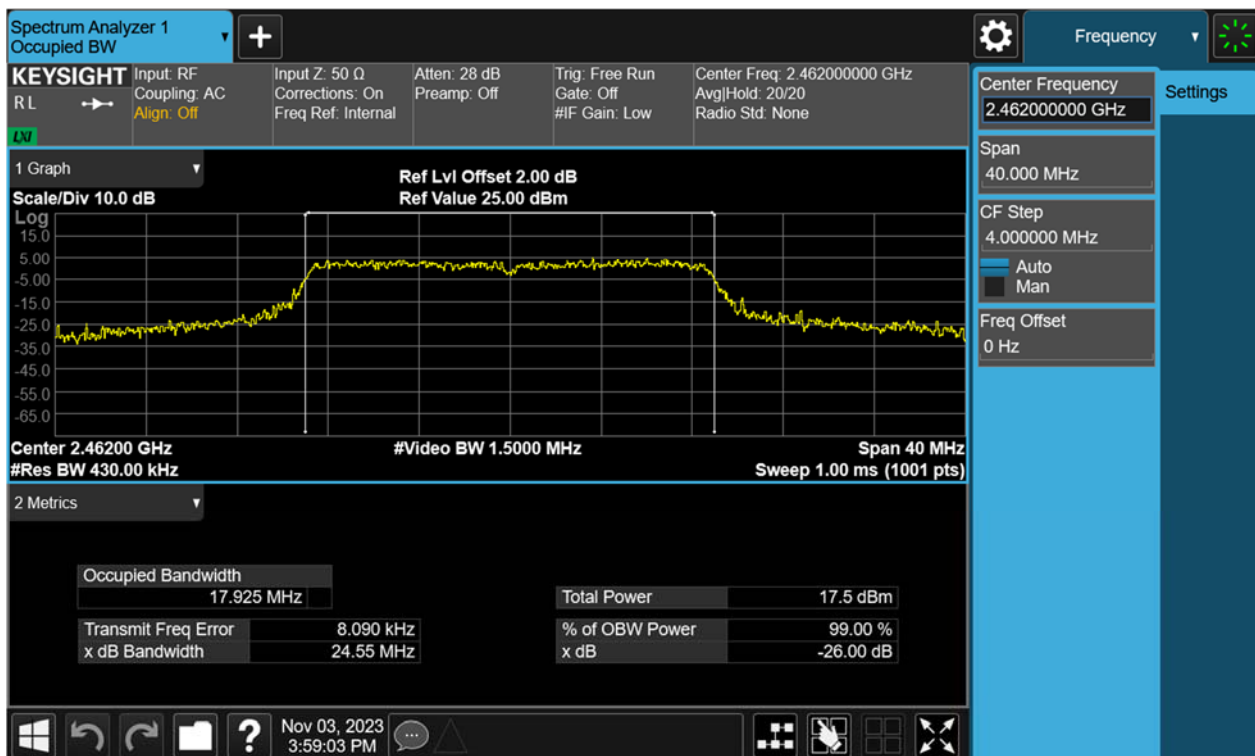 Spectrum Analyzer 1
Occupied BW
Frequency
KEYSIGHT
R L
LXI
Input: RF
Coupling: AC
Align: Off
Input Z: 50 Ω
Corrections: On
Freq Ref: Internal
Atten: 28 dB
Preamp: Off
Trig: Free Run
Gate: Off
#IF Gain: Low
Center Freq: 2.462000000 GHz
Avg|Hold: 20/20
Radio Std: None
Center Frequency
2.462000000 GHz
Settings
Span
40.000 MHz
CF Step
4.000000 MHz
Auto
Man
Freq Offset
0 Hz
1 Graph
Scale/Div 10.0 dB
Ref Lvl Offset 2.00 dB
Ref Value 25.00 dBm
Log
15.0
5.00
-5.00
-15.0
-25.0
-35.0
-45.0
-55.0
-65.0
Center 2.46200 GHz
#Video BW 1.5000 MHz
Span 40 MHz
#Res BW 430.00 kHz
Sweep 1.00 ms (1001 pts)
2 Metrics
Occupied Bandwidth
17.925 MHz
Total Power 17.5 dBm
Transmit Freq Error 8.090 kHz
% of OBW Power 99.00 %
x dB Bandwidth 24.55 MHz
x dB -26.00 dB
?
Nov 03, 2023
3:59:03 PM